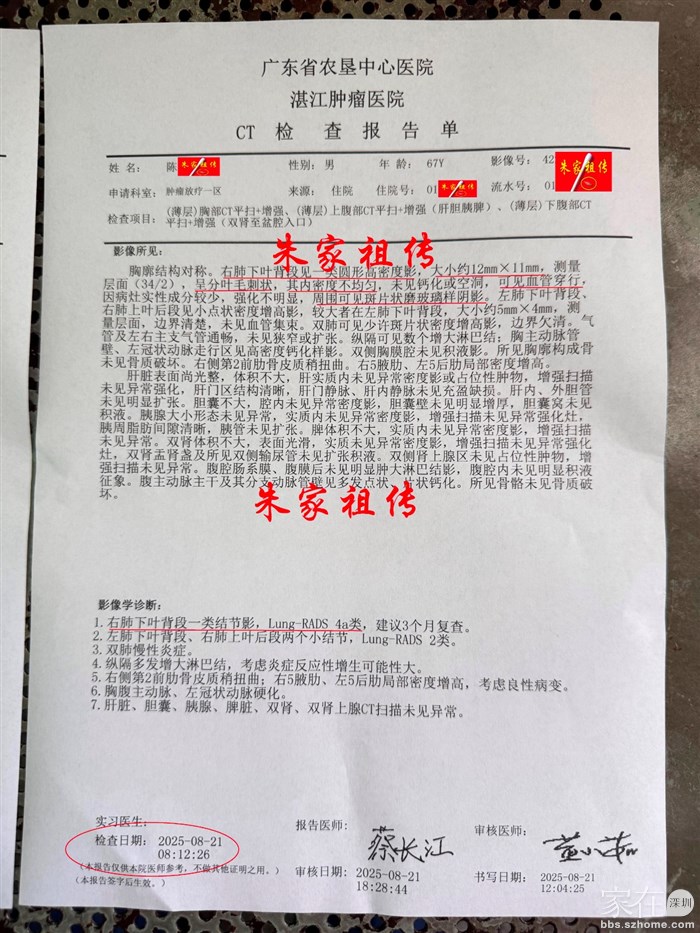 广东省农垦中心医院
湛江肿瘤医院
CT 检 查 报 告 单
姓 名: 陈 朱家祖传 性别: 男 年 龄: 67Y 影像号: 42 朱家祖传
申请科室: 肿瘤放疗一区 来源: 住院 住院号: 01 朱家祖传 流水号: 01
检查项目: (薄层)胸部CT平扫+增强、(薄层)上腹部CT平扫+增强(肝胆胰脾)、(薄层)下腹部CT
平扫+增强(双肾至盆腔入口)
影像所见:
朱家祖传
胸廓结构对称。右肺下叶背段见一类圆形高密度影,大小约12mm×11mm,测量
层面(34/2),呈分叶毛刺状,其内密度不均匀,未见钙化或空洞,可见血管穿行,
因病灶实性成分较少,强化不明显,周围可见斑片状磨玻璃样阴影。左肺下叶背段、
右肺上叶后段见小点状密度增高影,较大者在左肺下叶背段,大小约5mm×4mm,测
量层面,边界清楚,未见血管集束。双肺可见少许斑片状密度增高影,边界欠清。气
管及左右主支气管通畅,未见狭窄或扩张。纵隔可见数个增大淋巴结;胸主动脉管
壁、左冠状动脉走行区见高密度钙化样影。双侧胸膜腔未见积液影。所见胸廓构成骨
未见骨质破坏。右侧第2前肋骨皮质稍扭曲。右5腋肋、左5后肋局部密度增高。
肝脏表面尚光整,体积不大,肝实质内未见异常密度影或占位性肿物,增强扫描
未见异常强化,肝门区结构清晰,肝门静脉、肝内静脉未见充盈缺损。肝内、外胆管
未见明显扩张。胆囊不大,腔内未见异常密度影,胆囊壁未见明显增厚,胆囊窝未见
积液。胰腺大小形态未见异常,实质内未见异常密度影,增强扫描未见异常强化灶,
胰周脂肪间隙清晰,胰管未见扩张。脾体积不大,实质内未见异常密度影,增强扫描
未见异常。双肾体积不大,表面光滑,实质未见异常密度影,增强扫描未见异常强化
灶,双肾盂肾盏及所见双侧输尿管未见扩张积液。双侧肾上腺区未见占位性肿物,增
强扫描未见异常。腹腔肠系膜、腹膜后未见明显肿大淋巴结影,腹腔内未见明显积液
征象。腹主动脉主干及其分支动脉管壁见多发点状、片状钙化。所见骨骼未见骨质破
坏。
朱家祖传
影像学诊断:
1. 右肺下叶背段一类结节影,Lung-RADS 4a类,建议3个月复查。
2. 左肺下叶背段、右肺上叶后段两个小结节,Lung-RADS 2类。
3. 双肺慢性炎症。
4. 纵隔多发增大淋巴结,考虑炎症反应性增生可能性大。
5. 右侧第2前肋骨皮质稍扭曲;右5腋肋、左5后肋局部密度增高,考虑良性病变。
6. 胸腹主动脉、左冠状动脉硬化。
7. 肝脏、胆囊、胰腺、脾脏、双肾、双肾上腺CT扫描未见异常。
实习医生: 报告医师: 蔡长江 审核医师:
检查日期: 2025-08-21 08:12:26 审核日期: 2025-08-21 18:28:44 书写日期: 2025-08-21 12:04:25
(本报告仅供本院医师参考,不做其他证明之用。)
(本报告签字后生效。)
家在深圳
bbs.szhome.com